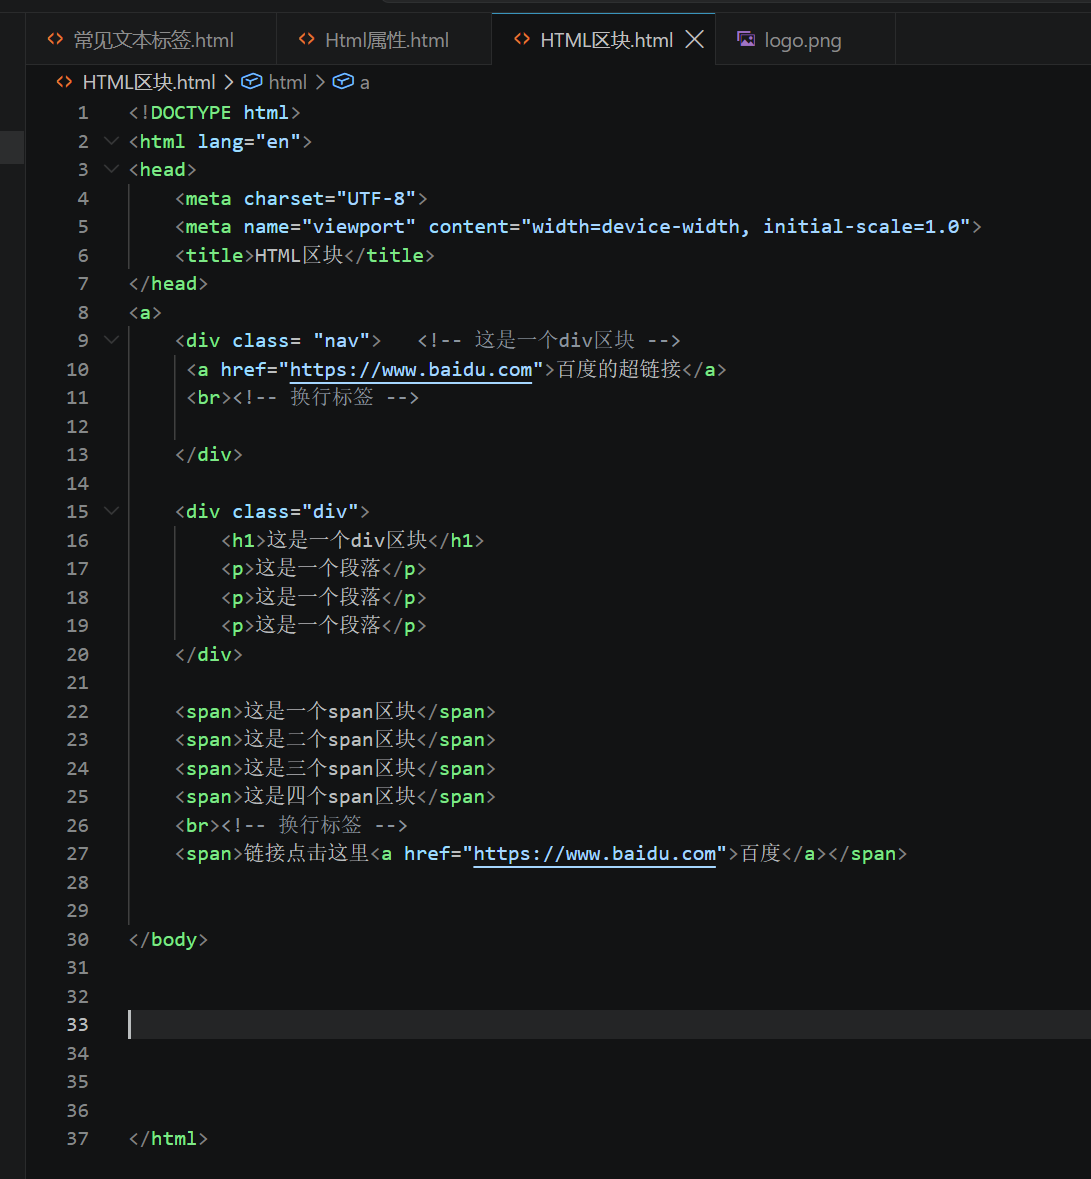 常见文本标签.html Html属性.html HTML区块.html logo.png
HTML区块.html > html > a
1 <!DOCTYPE html>
2 <html lang="en">
3 <head>
4 <meta charset="UTF-8">
5 <meta name="viewport" content="width=device-width, initial-scale=1.0">
6 <title>HTML区块</title>
7 </head>
8 <a>
9 <div class= "nav"> <!-- 这是一个div区块 -->
10 <a href="https://www.baidu.com">百度的超链接</a>
11 <br><!-- 换行标签 -->
12
13 </div>
14
15 <div class="div">
16 <h1>这是一个div区块</h1>
17 <p>这是一个段落</p>
18 <p>这是一个段落</p>
19 <p>这是一个段落</p>
20 </div>
21
22 <span>这是一个span区块</span>
23 <span>这是二个span区块</span>
24 <span>这是三个span区块</span>
25 <span>这是四个span区块</span>
26 <br><!-- 换行标签 -->
27 <span>链接点击这里<a href="https://www.baidu.com">百度</a></span>
28
29
30 </body>
31
32
33
34
35
36
37 </html>